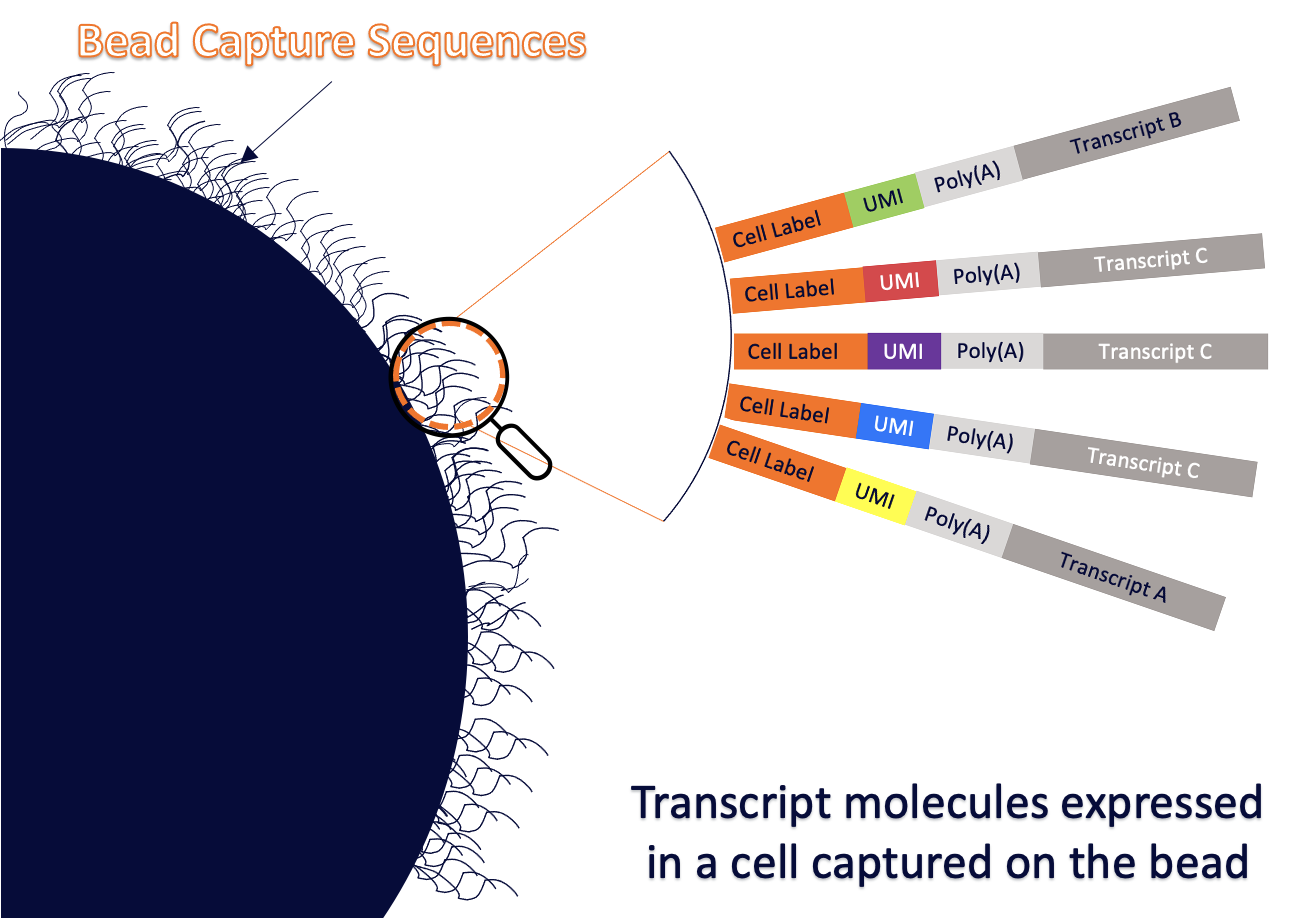 Bead Capture Sequences
Cell Label UMI Poly(A) Transcript B
Cell Label UMI Poly(A) Transcript C
Cell Label UMI Poly(A) Transcript C
Cell Label UMI Poly(A) Transcript C
Cell Label UMI Poly(A) Transcript A
Transcript molecules expressed
in a cell captured on the bead